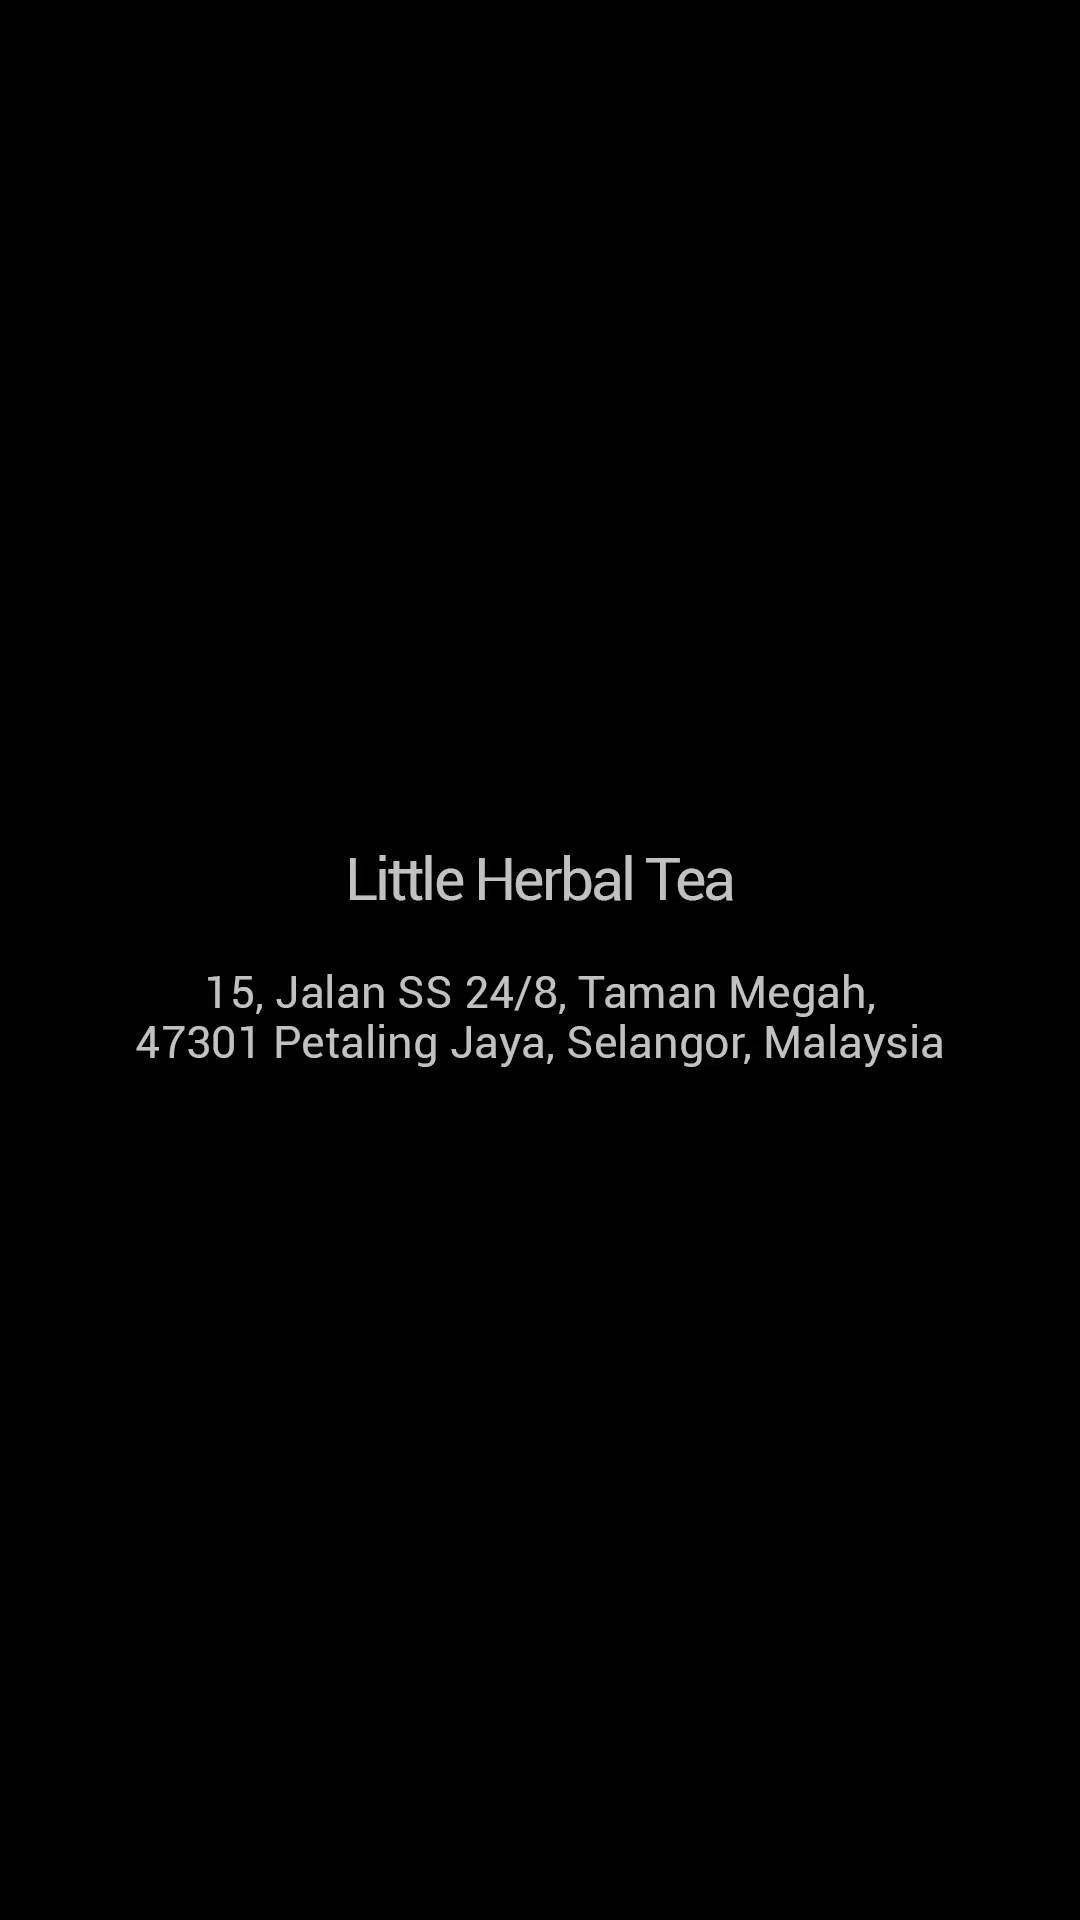 Little Herbal Tea
15, Jalan SS 24/8, Taman Megah,
47301 Petaling Jaya, Selangor, Malaysia